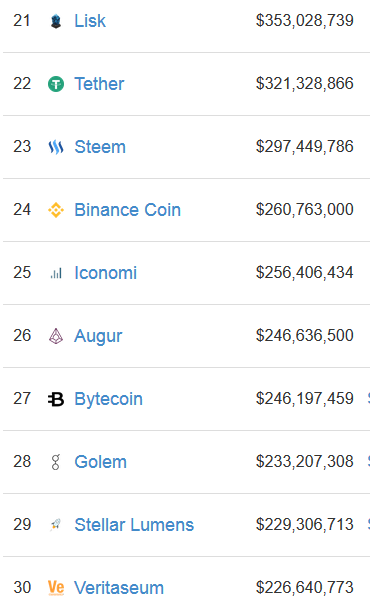 21 Lisk $353,028,739
22 Tether $321,328,866
23 Steem $297,449,786
24 Binance Coin $260,763,000
25 Iconomi $256,406,434
26 Augur $246,636,500
27 Bytecoin $246,197,459
28 Golem $233,207,308
29 Stellar Lumens $229,306,713
30 Ve Veritaseum $226,640,773